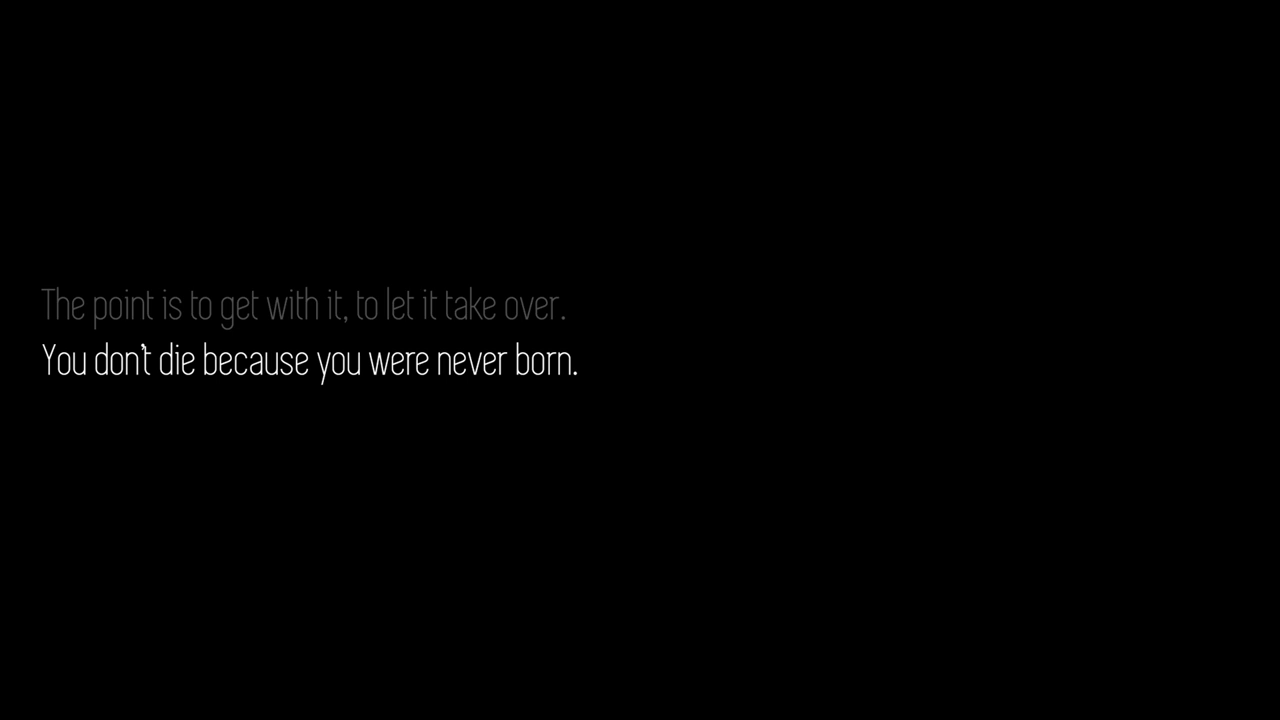 The point is to get with it, to let it take over.
You don't die because you were never born.